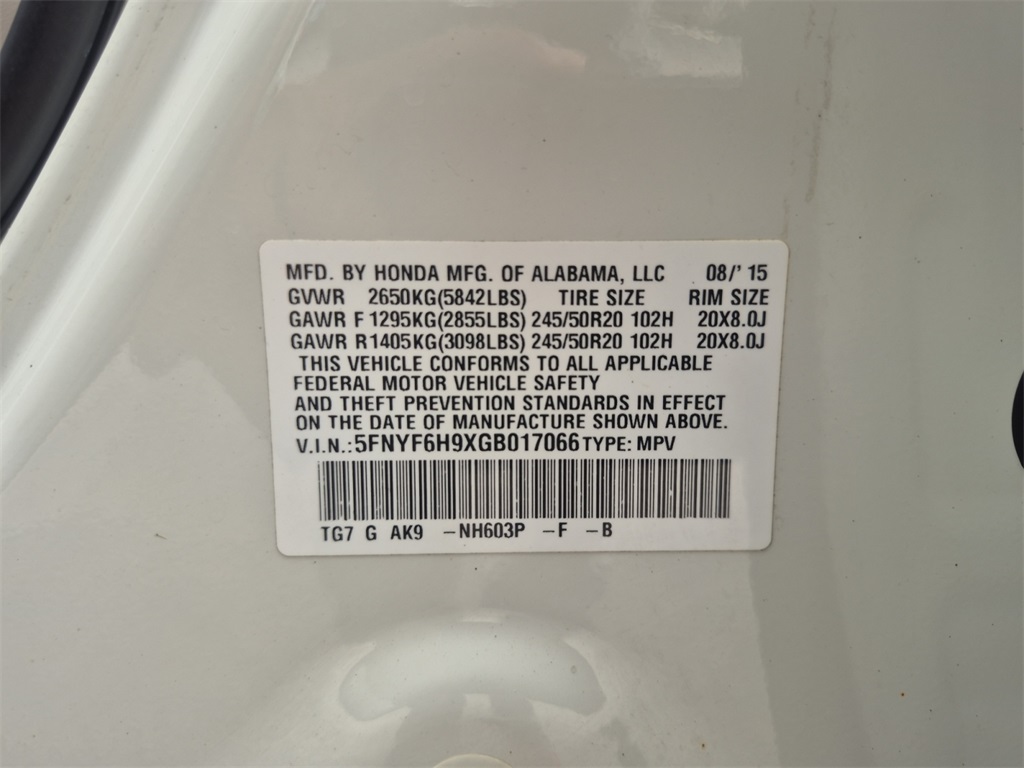 MFD. BY HONDA MFG. OF ALABAMA, LLC 08/'15
GVWR 2650KG(5842LBS) TIRE SIZE RIM SIZE
GAWR F 1295KG(2855LBS) 245/50R20 102H 20X8.0J
GAWR R 1405KG(3098LBS) 245/50R20 102H 20X8.0J
THIS VEHICLE CONFORMS TO ALL APPLICABLE
FEDERAL MOTOR VEHICLE SAFETY
AND THEFT PREVENTION STANDARDS IN EFFECT
ON THE DATE OF MANUFACTURE SHOWN ABOVE.
V.I.N.: 5FNYF6H9XGB017066 TYPE: MPV
TG7 G AK9 -NH603P -F -B